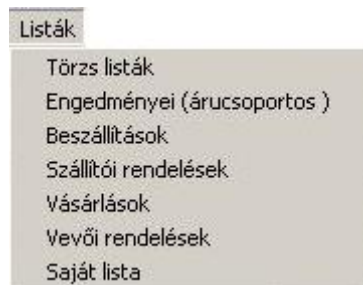 Listák
Törzs listák
Engedményei (árucsoportos )
Beszállítások
Szállítói rendelések
Vásárlások
Vevői rendelések
Saját lista